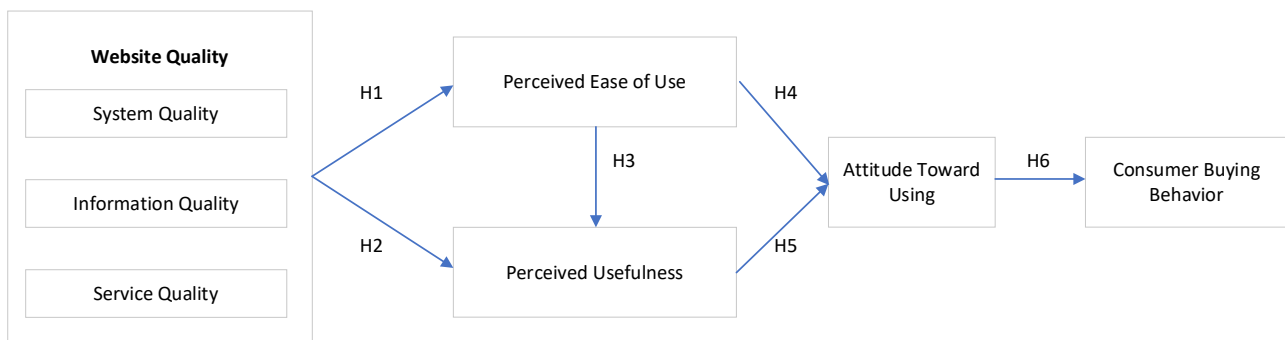 Website Quality
System Quality
Information Quality
Service Quality
H1
H2
Perceived Ease of Use
H3
Perceived Usefulness
H4
H5
Attitude Toward
Using
H6
Consumer Buying
Behavior